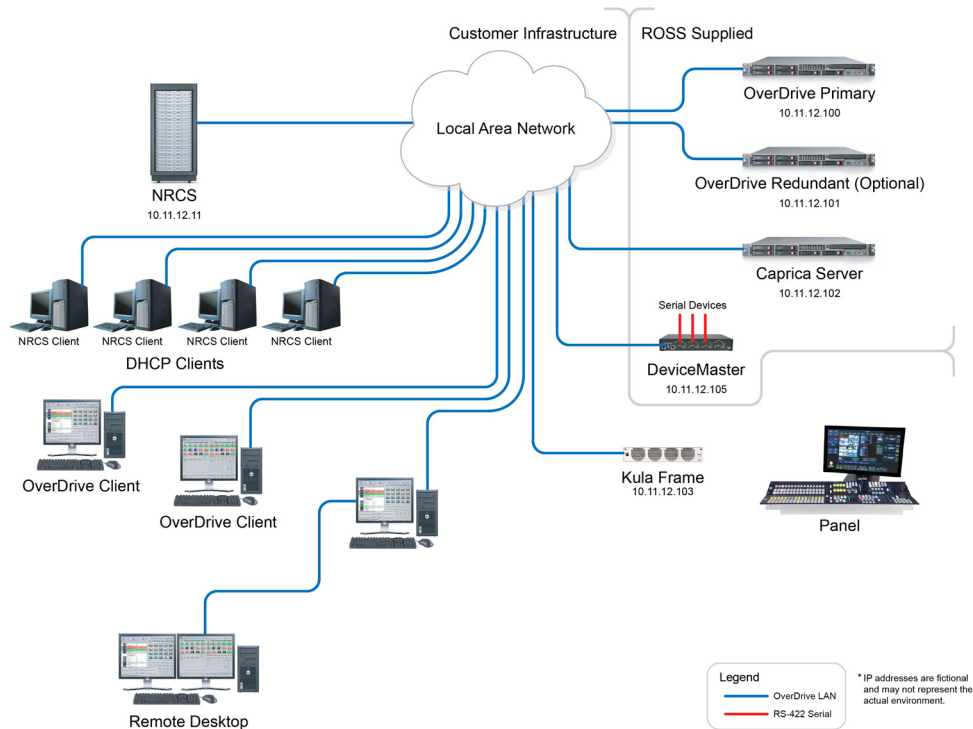 Customer Infrastructure
ROSS Supplied
Local Area Network
OverDrive Primary
10.11.12.100
OverDrive Redundant (Optional)
10.11.12.101
NRCS
10.11.12.11
Caprica Server
10.11.12.102
Serial Devices
NRCS Client
NRCS Client
NRCS Client
NRCS Client
DHCP Clients
DeviceMaster
10.11.12.105
OverDrive Client
OverDrive Client
Kula Frame
10.11.12.103
Panel
Remote Desktop
Legend
OverDrive LAN
RS-422 Serial
* IP addresses are fictional
and may not represent the
actual environment.